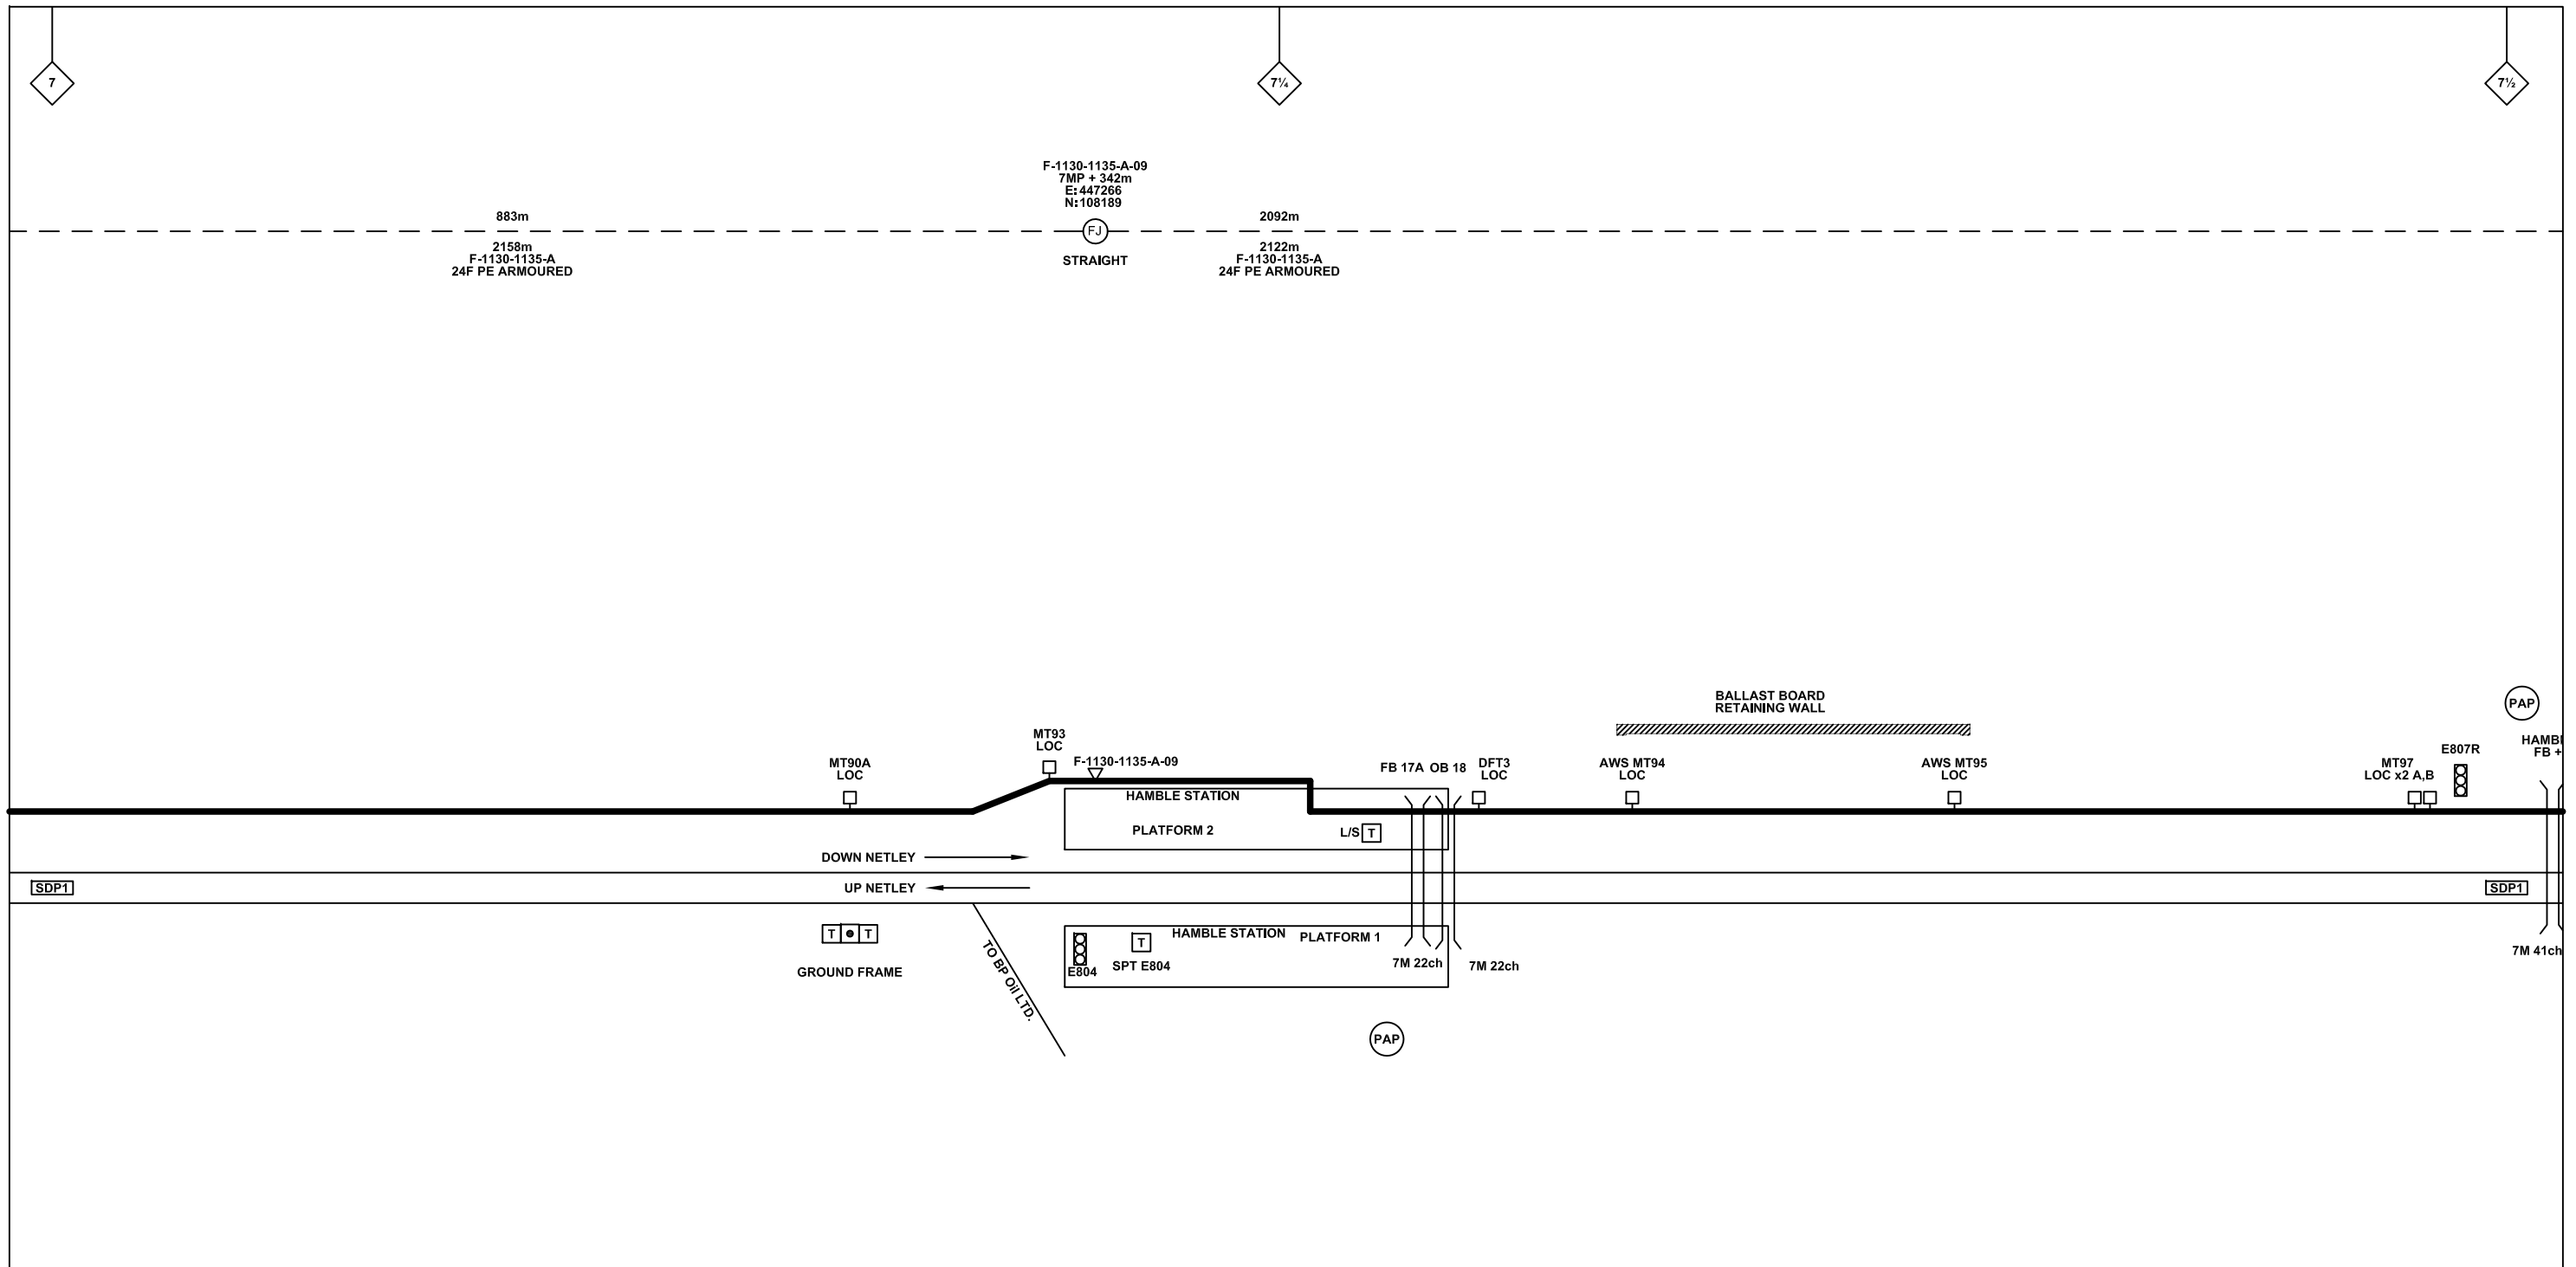 7
7¼
7½
F-1130-1135-A-09
7MP + 342m
E: 447266
N: 108189
883m
2092m
FJ
2158m
F-1130-1135-A
24F PE ARMOURED
STRAIGHT
2122m
F-1130-1135-A
24F PE ARMOURED
BALLAST BOARD
RETAINING WALL
PAP
MT93
LOC
F-1130-1135-A-09
MT90A
LOC
FB 17A
OB 18
DFT3
LOC
AWS MT94
LOC
AWS MT95
LOC
MT97
LOC x2 A,B
E807R
HAMBL
FB +
HAMBLE STATION
PLATFORM 2
L/S T
DOWN NETLEY
UP NETLEY
SDP1
SDP1
T T
GROUND FRAME
TO BP Oil LTD.
HAMBLE STATION PLATFORM 1
T
E804
SPT E804
7M 22ch
7M 22ch
7M 41ch
PAP